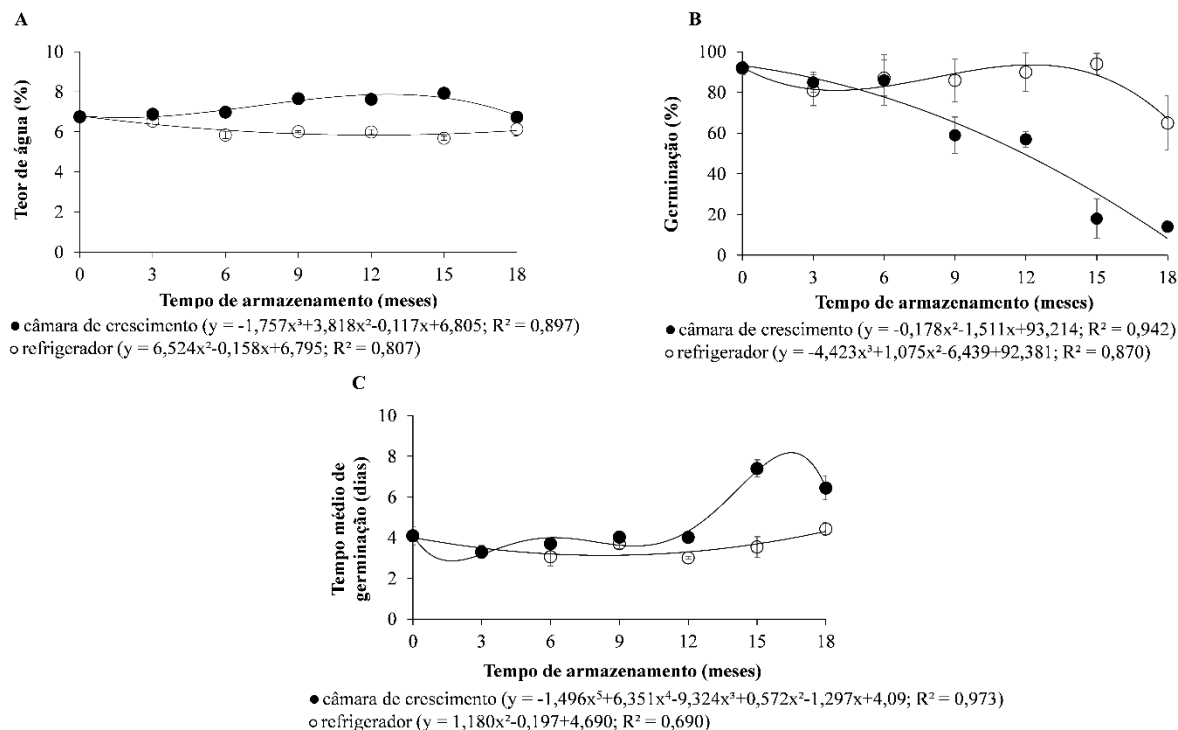 A
Teor de água (%)
10
8
6
4
2
0
0 3 6 9 12 15 18
Tempo de armazenamento (meses)
● câmara de crescimento (y = -1,757x³+3,818x²-0,117x+6,805; R² = 0,897)
○ refrigerador (y = 6,524x²-0,158x+6,795; R² = 0,807)
B
Germinação (%)
100
80
60
40
20
0
0 3 6 9 12 15 18
Tempo de armazenamento (meses)
● câmara de crescimento (y = -0,178x²-1,511x+93,214; R² = 0,942)
○ refrigerador (y = -4,423x³+1,075x²-6,439+92,381; R² = 0,870)
C
Tempo médio de
germinação (dias)
10
8
6
4
2
0
0 3 6 9 12 15 18
Tempo de armazenamento (meses)
● câmara de crescimento (y = -1,496x⁵+6,351x⁴-9,324x³+0,572x²-1,297x+4,09; R² = 0,973)
○ refrigerador (y = 1,180x²-0,197+4,690; R² = 0,690)